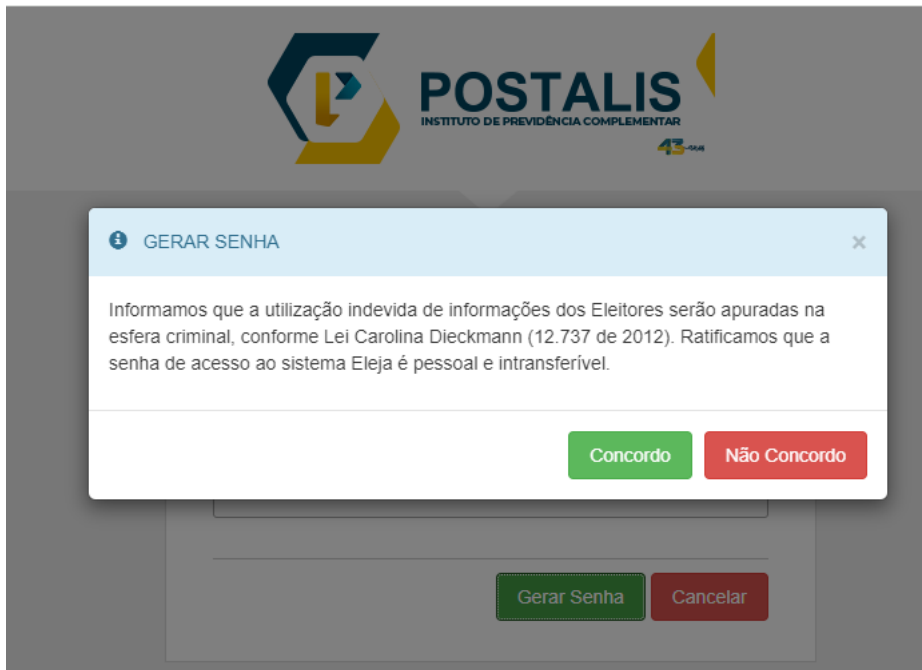 POSTALIS
INSTITUTO DE PREVIDÊNCIA COMPLEMENTAR
43
GERAR SENHA
×
Informamos que a utilização indevida de informações dos Eleitores serão apuradas na
esfera criminal, conforme Lei Carolina Dieckmann (12.737 de 2012). Ratificamos que a
senha de acesso ao sistema Eleja é pessoal e intransferível.
Concordo Não Concordo
Gerar Senha Cancelar